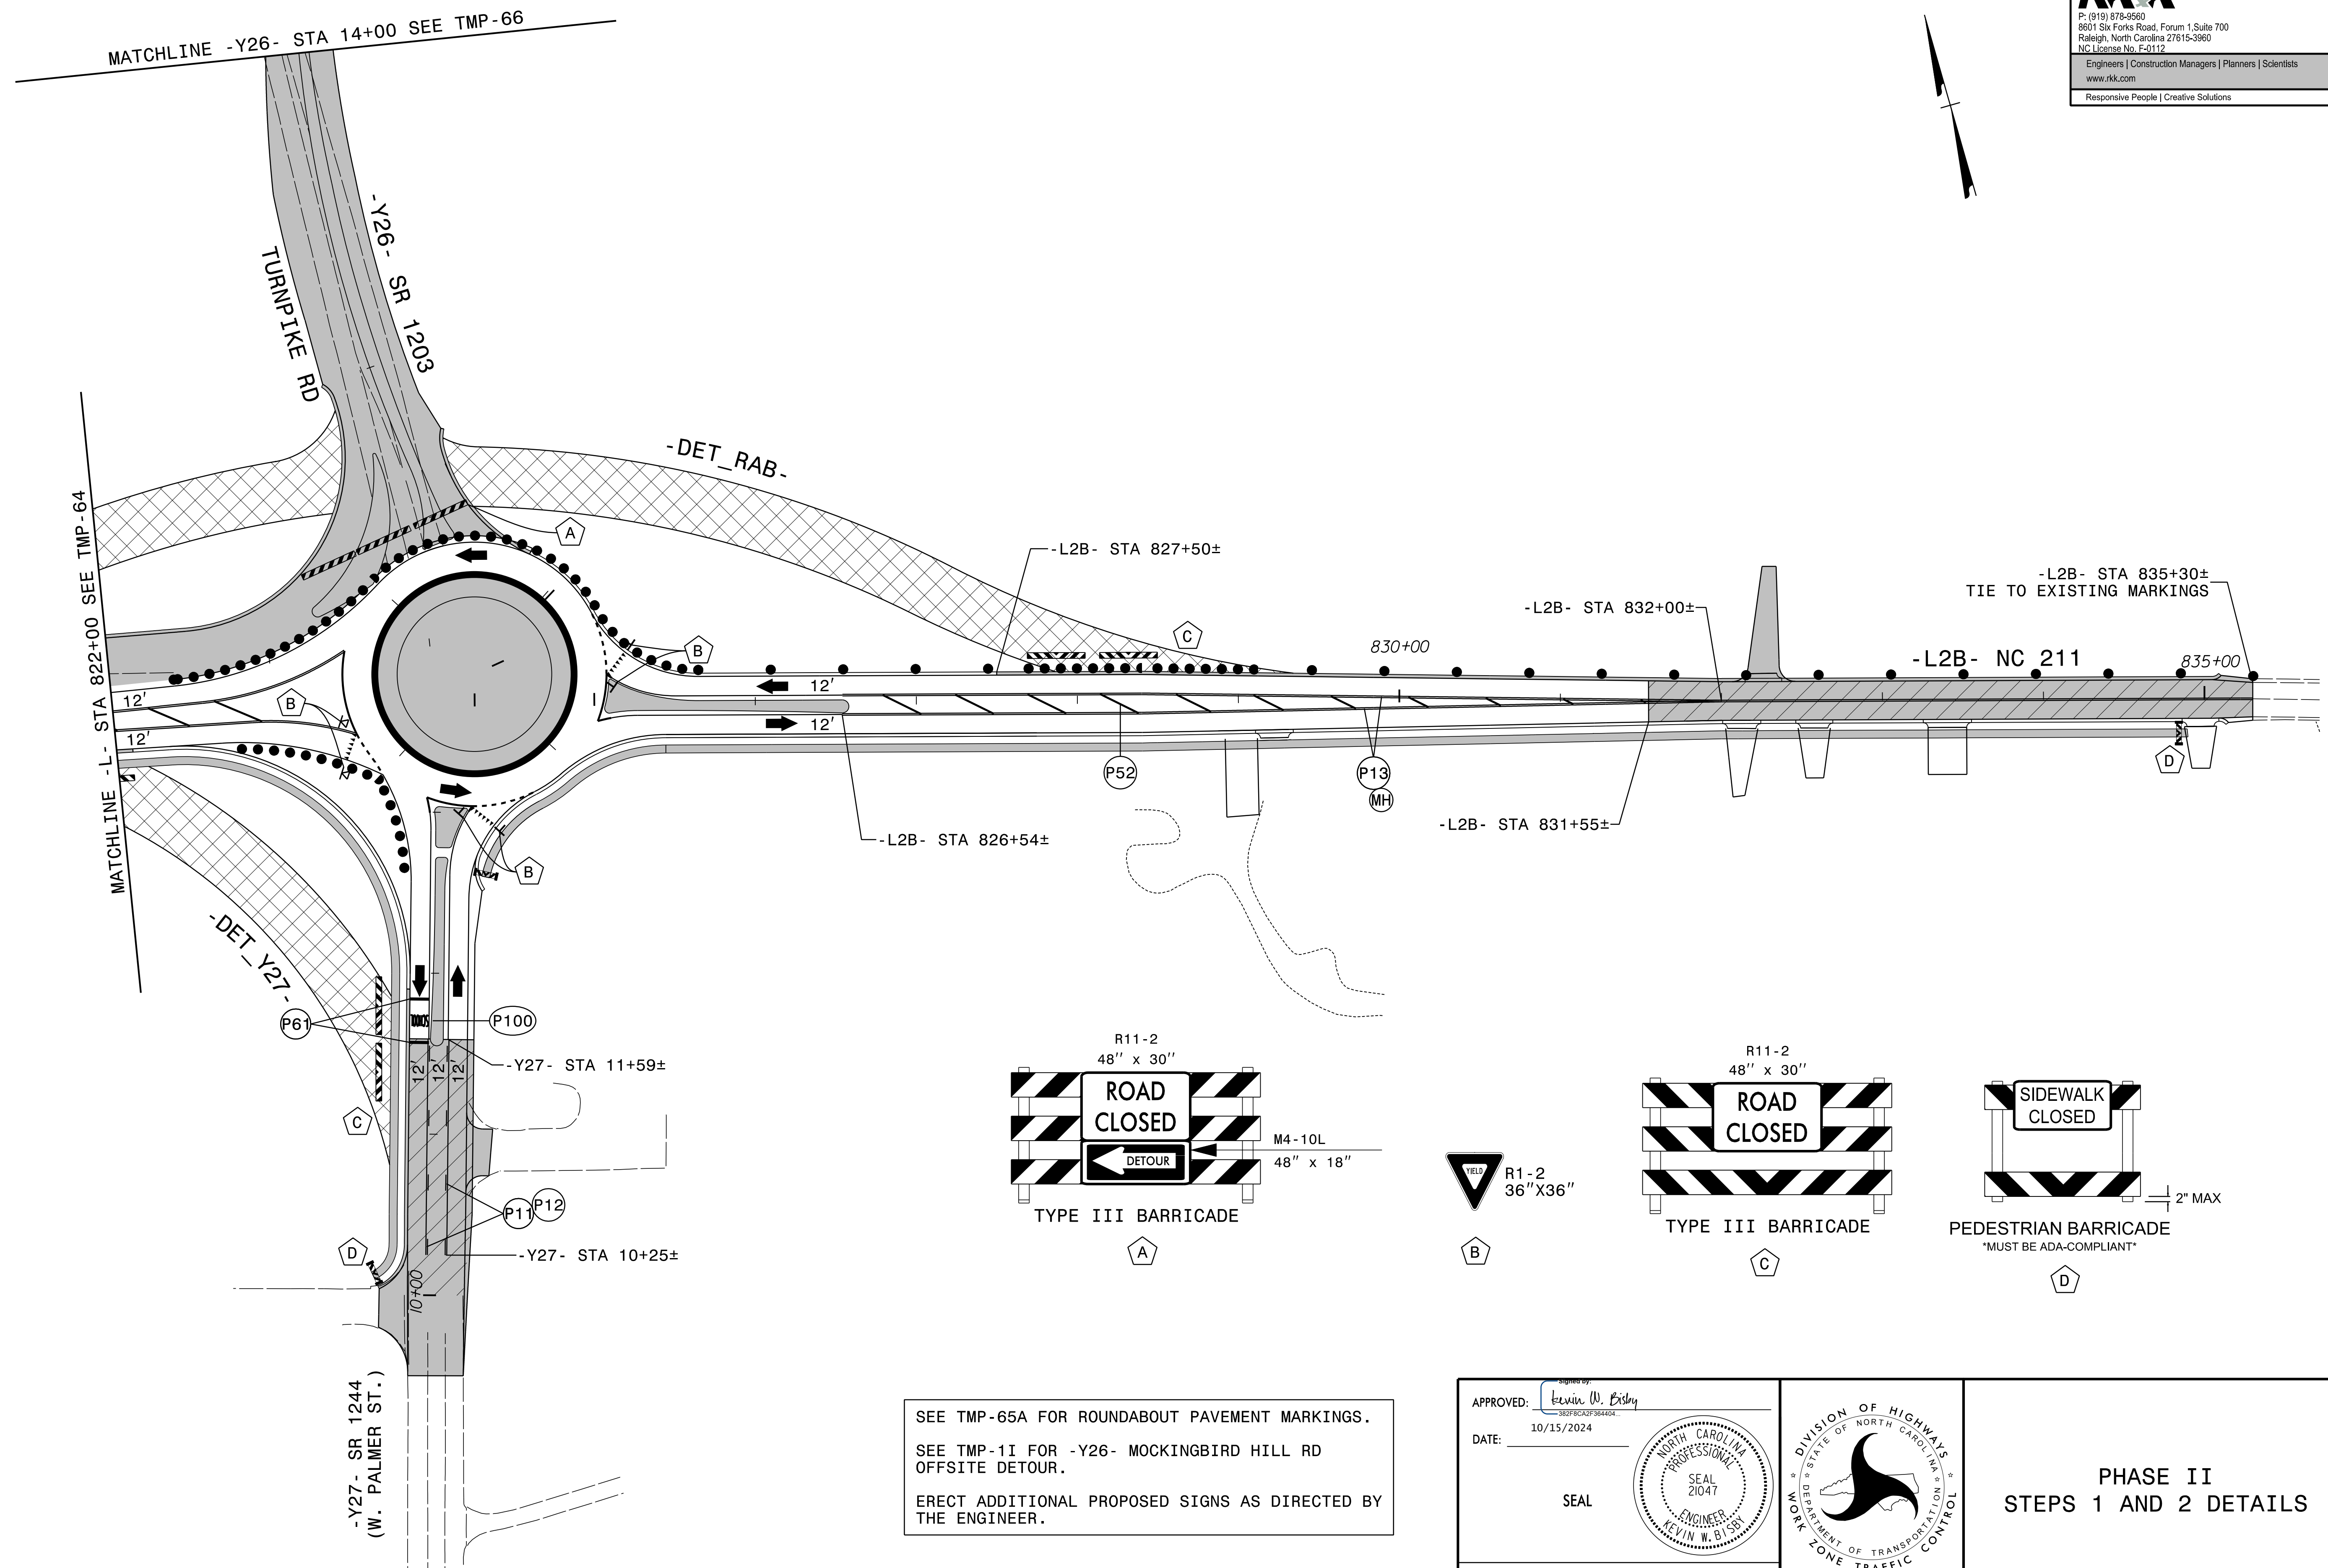 MATCHLINE -Y26- STA 14+00 SEE TMP-66
P: (919) 878-9560
8601 Six Forks Road, Forum 1,Suite 700
Raleigh, North Carolina 27615-3960
NC License No. F-0112
Engineers | Construction Managers | Planners | Scientists
www.rkk.com
Responsive People | Creative Solutions
-Y26- SR 1203
TURNPIKE RD
-DET_RAB-
MATCHLINE -L- STA 822+00 SEE TMP-64
A
-L2B- STA 827+50±
C
-L2B- STA 832+00±
-L2B- STA 835+30±
TIE TO EXISTING MARKINGS
830+00
-L2B- NC 211
835+00
B
12'
12'
B
12'
12'
P52
P13
MH
D
-L2B- STA 826+54±
-L2B- STA 831+55±
B
-DET_Y27-
P61
P100
-Y27- STA 11+59±
12'
12'
12'
C
P11
P12
D
-Y27- STA 10+25±
10+00
-Y27- SR 1244
(W. PALMER ST.)
R11-2
48" x 30"
ROAD
CLOSED
DETOUR
M4-10L
48" x 18"
TYPE III BARRICADE
A
YIELD
R1-2
36"X36"
B
R11-2
48" x 30"
ROAD
CLOSED
TYPE III BARRICADE
C
SIDEWALK
CLOSED
2" MAX
PEDESTRIAN BARRICADE
*MUST BE ADA-COMPLIANT*
D
SEE TMP-65A FOR ROUNDABOUT PAVEMENT MARKINGS.
SEE TMP-1I FOR -Y26- MOCKINGBIRD HILL RD
OFFSITE DETOUR.
ERECT ADDITIONAL PROPOSED SIGNS AS DIRECTED BY
THE ENGINEER.
Signed by:
APPROVED: Kevin W. Bisby
382F8CA2F364404...
DATE: 10/15/2024
SEAL
NORTH CAROLINA
PROFESSIONAL
SEAL
21047
ENGINEER
KEVIN W. BISBY
DIVISION OF HIGHWAYS
STATE OF NORTH CAROLINA
DEPARTMENT OF TRANSPORTATION
WORK ZONE TRAFFIC CONTROL
PHASE II
STEPS 1 AND 2 DETAILS